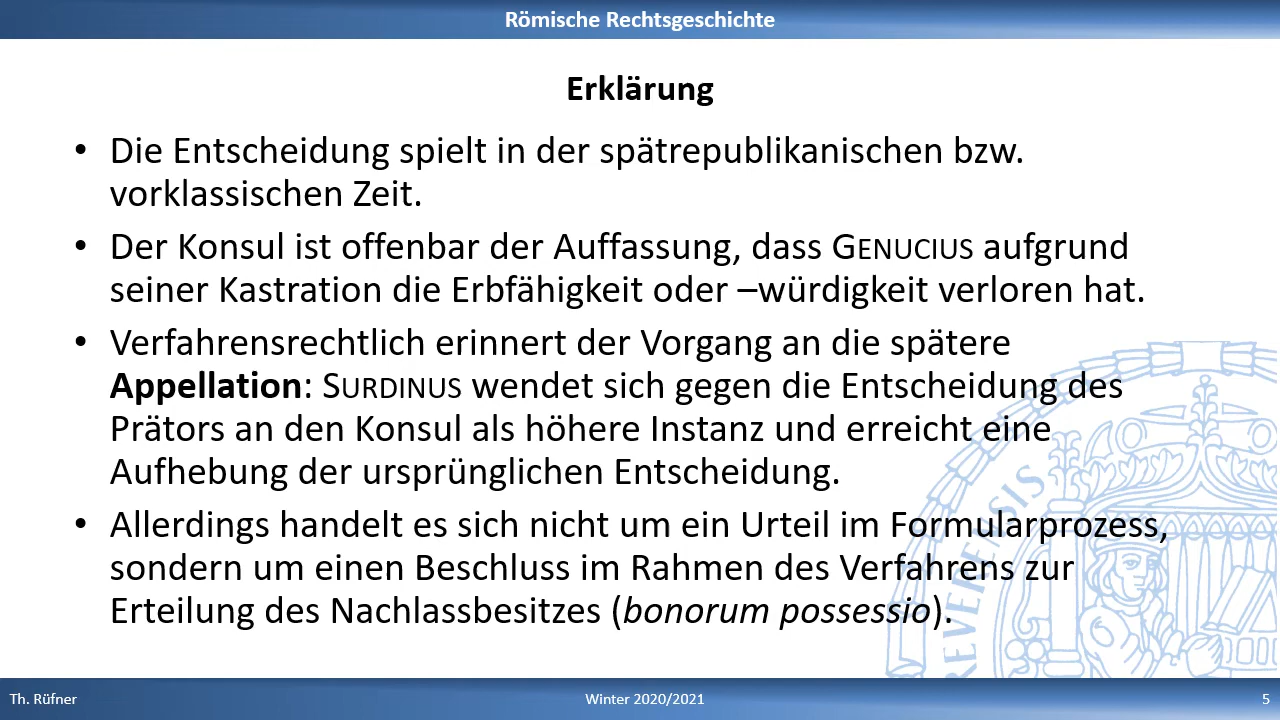 Römische Rechtsgeschichte
Erklärung
• Die Entscheidung spielt in der spätrepublikanischen bzw.
vorklassischen Zeit.
• Der Konsul ist offenbar der Auffassung, dass GENUCIUS aufgrund
seiner Kastration die Erbfähigkeit oder –würdigkeit verloren hat.
• Verfahrensrechtlich erinnert der Vorgang an die spätere
Appellation: SURDINUS wendet sich gegen die Entscheidung des
Prätors an den Konsul als höhere Instanz und erreicht eine
Aufhebung der ursprünglichen Entscheidung.
• Allerdings handelt es sich nicht um ein Urteil im Formularprozess,
sondern um einen Beschluss im Rahmen des Verfahrens zur
Erteilung des Nachlassbesitzes (bonorum possessio).
REVERENSIS
Th. Rüfner
Winter 2020/2021
5